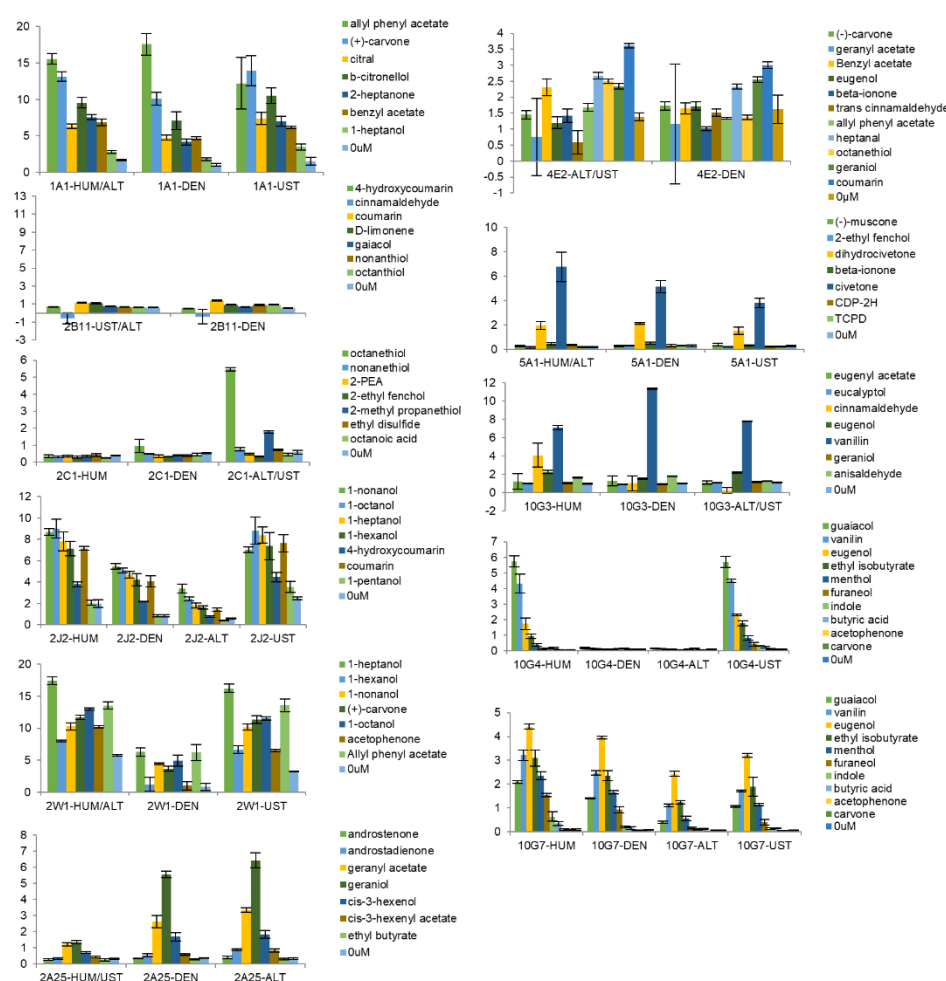 20
15
10
5
0
1A1-HUM/ALT
1A1-DEN
1A1-UST
allyl phenyl acetate
(+)-carvone
citral
b-citronellol
2-heptanone
benzyl acetate
1-heptanol
0uM
13
11
9
7
5
3
1
-1
-3
2B11-UST/ALT
2B11-DEN
4-hydroxycoumarin
cinnamaldehyde
coumarin
D-limonene
gaiacol
nonanthiol
octanthiol
0uM
6
5
4
3
2
1
0
2C1-HUM
2C1-DEN
2C1-ALT/UST
octanethiol
nonanethiol
2-PEA
2-ethyl fenchol
2-methyl propanethiol
ethyl disulfide
octanoic acid
0uM
12
10
8
6
4
2
0
2J2-HUM
2J2-DEN
2J2-ALT
2J2-UST
1-nonanol
1-octanol
1-heptanol
1-hexanol
4-hydroxycoumarin
coumarin
1-pentanol
0uM
20
15
10
5
0
2W1-HUM/ALT
2W1-DEN
2W1-UST
1-heptanol
1-hexanol
1-nonanol
(+)-carvone
1-octanol
acetophenone
Allyl phenyl acetate
0uM
8
7
6
5
4
3
2
1
0
2A25-HUM/UST
2A25-DEN
2A25-ALT
androstenone
androstadienone
geranyl acetate
geraniol
cis-3-hexenol
cis-3-hexenyl acetate
ethyl butyrate
0uM
4
3.5
3
2.5
2
1.5
1
0.5
0
-0.5
-1
4E2-ALT/UST
4E2-DEN
(-)-carvone
geranyl acetate
Benzyl acetate
eugenol
beta-ionone
trans cinnamaldehyde
allyl phenyl acetate
heptanal
octanethiol
geraniol
coumarin
0µM
10
8
6
4
2
0
5A1-HUM/ALT
5A1-DEN
5A1-UST
(-)-muscone
2-ethyl fenchol
dihydrocivetone
beta-ionone
civetone
CDP-2H
TCPD
0uM
12
10
8
6
4
2
0
-2
10G3-HUM
10G3-DEN
10G3-ALT/UST
eugenyl acetate
eucalyptol
cinnamaldehyde
eugenol
vanillin
geraniol
anisaldehyde
0uM
7
6
5
4
3
2
1
0
10G4-HUM
10G4-DEN
10G4-ALT
10G4-UST
guaiacol
vanilin
eugenol
ethyl isobutyrate
menthol
furaneol
indole
butyric acid
acetophenone
carvone
0uM
5
4
3
2
1
0
10G7-HUM
10G7-DEN
10G7-ALT
10G7-UST
guaiacol
vanilin
eugenol
ethyl isobutyrate
menthol
furaneol
indole
butyric acid
acetophenone
carvone
0uM